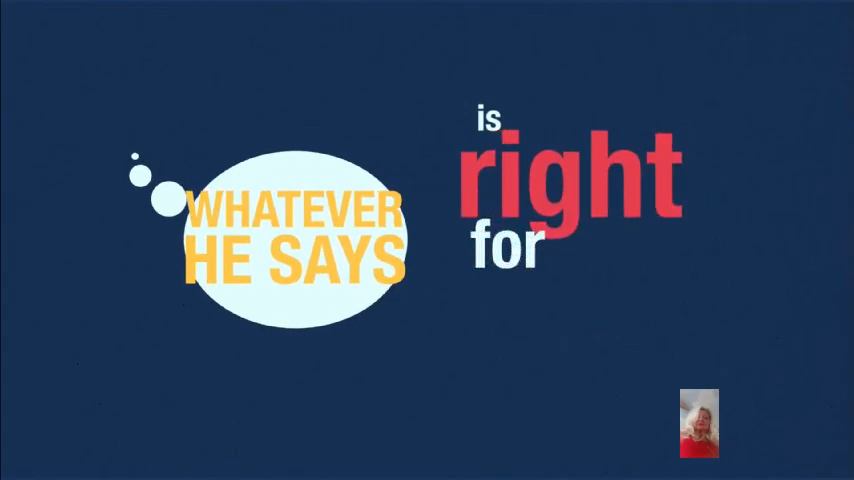 WHATEVER
HE SAYS
is
right
for